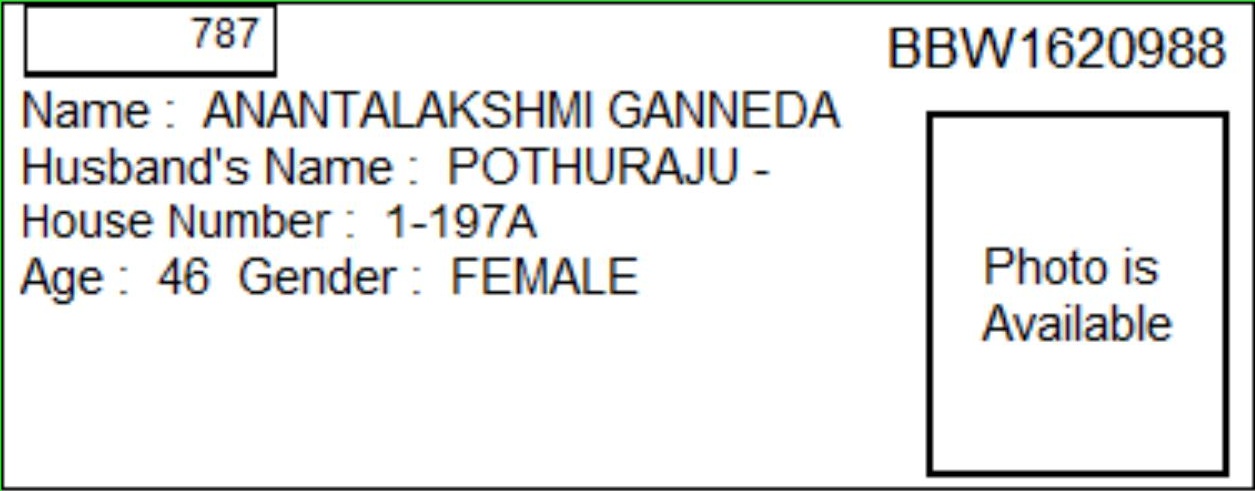 787
BBW1620988
Name : ANANTALAKSHMI GANNEDA
Husband's Name : POTHURAJU -
House Number : 1-197A
Age : 46 Gender : FEMALE
Photo is
Available